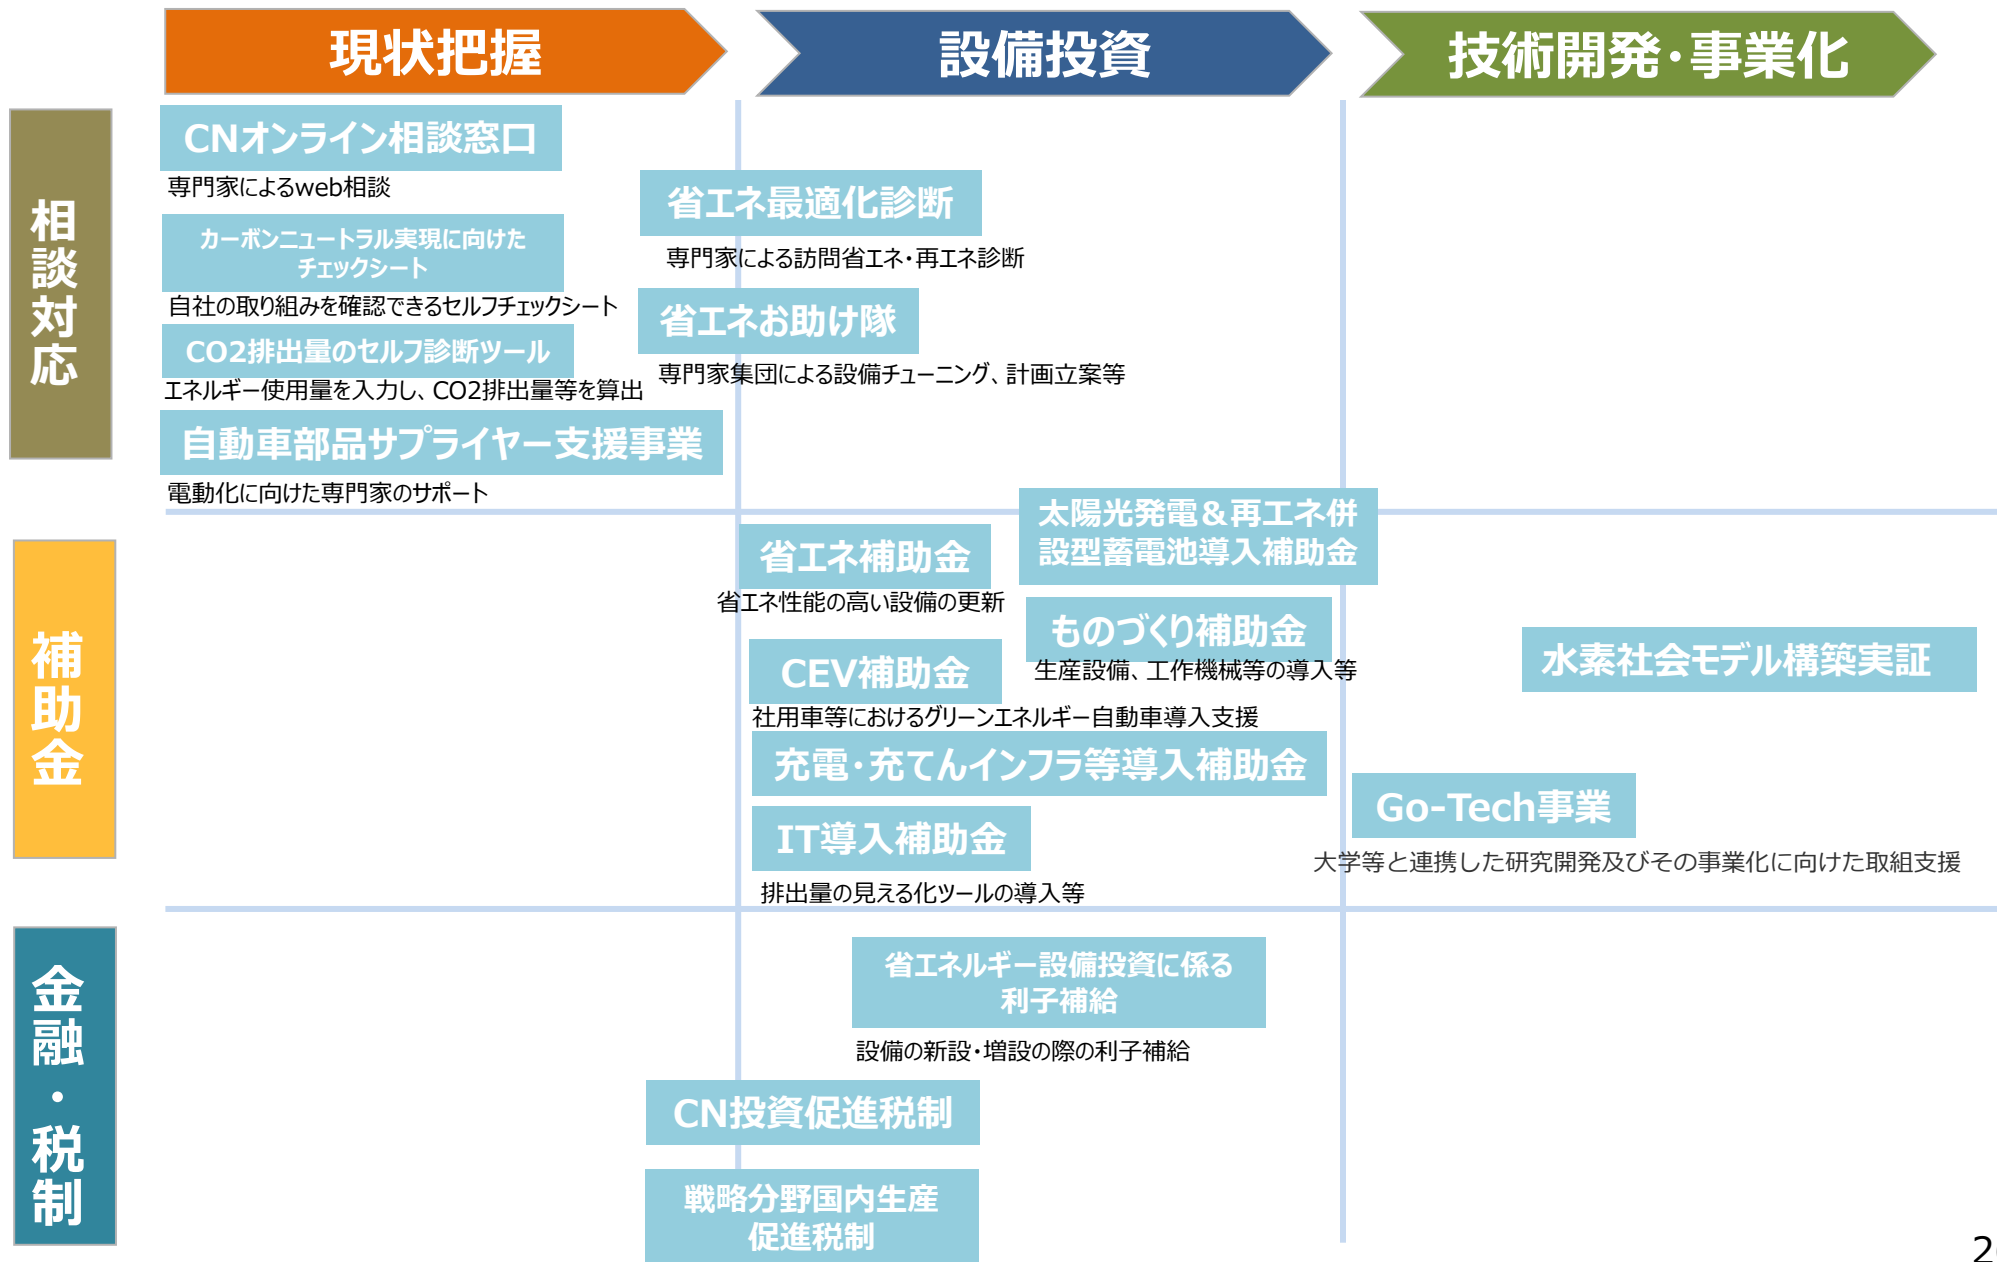 現状把握
設備投資
技術開発・事業化
相談対応
CNオンライン相談窓口
専門家によるweb相談
カーボンニュートラル実現に向けた
チェックシート
自社の取り組みを確認できるセルフチェックシート
CO2排出量のセルフ診断ツール
エネルギー使用量を入力し、CO2排出量等を算出
自動車部品サプライヤー支援事業
電動化に向けた専門家のサポート
省エネ最適化診断
専門家による訪問省エネ・再エネ診断
省エネお助け隊
専門家集団による設備チューニング、計画立案等
補助金
省エネ補助金
省エネ性能の高い設備の更新
太陽光発電＆再エネ併
設型蓄電池導入補助金
ものづくり補助金
生産設備、工作機械等の導入等
CEV補助金
社用車等におけるグリーンエネルギー自動車導入支援
充電・充てんインフラ等導入補助金
IT導入補助金
排出量の見える化ツールの導入等
水素社会モデル構築実証
Go-Tech事業
大学等と連携した研究開発及びその事業化に向けた取組支援
金融・税制
省エネルギー設備投資に係る
利子補給
設備の新設・増設の際の利子補給
CN投資促進税制
戦略分野国内生産
促進税制